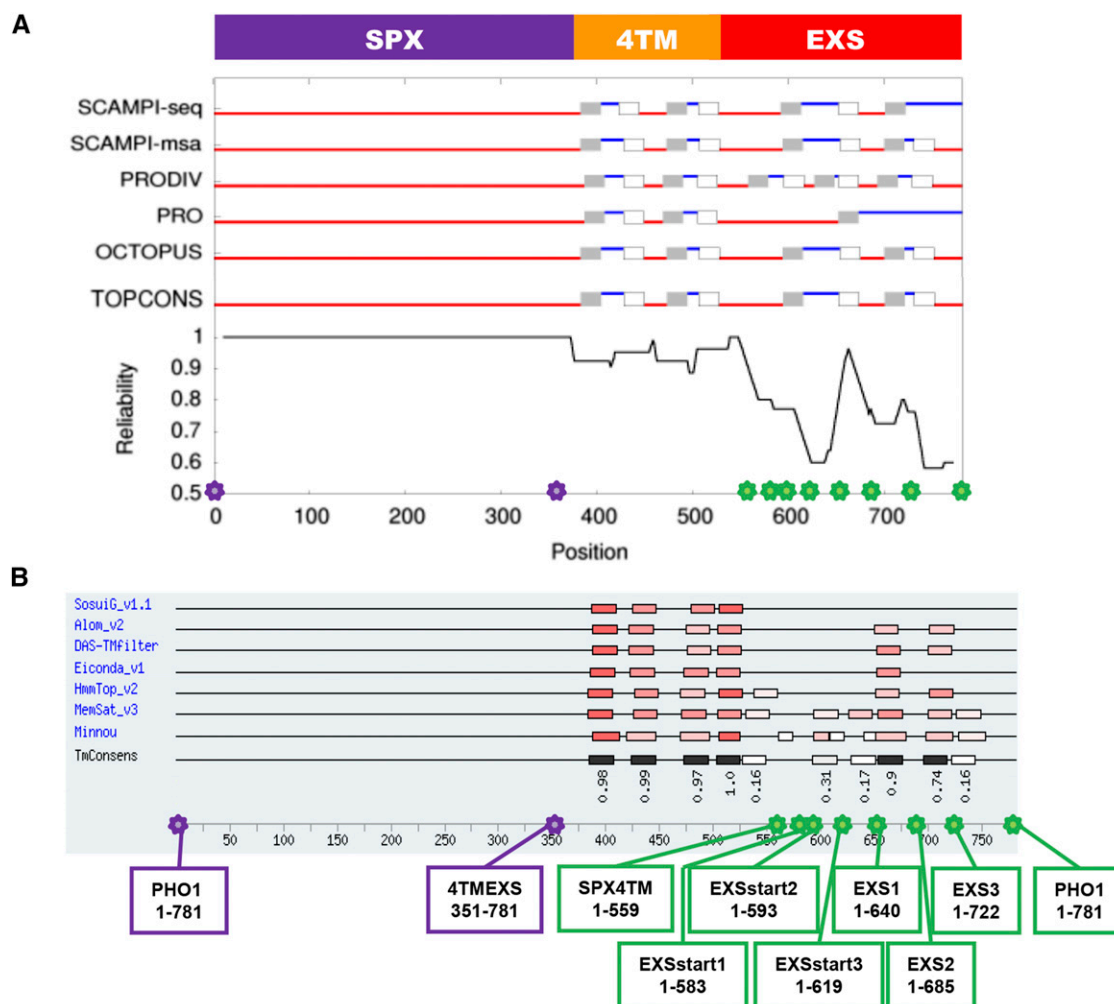 A
SPX 4TM EXS
SCAMPI-seq
SCAMPI-msa
PRODIV
PRO
OCTOPUS
TOPCONS
Reliability
1
0.9
0.8
0.7
0.6
0.5
0 100 200 300 400 500 600 700
Position
B
SosuiG_v1.1
Alom_v2
DAS-TMfilter
Eiconda_v1
HmmTop_v2
MemSat_v3
Minnou
TmConsens
0.98 0.99 0.97 1.0 0.16 0.31 0.17 0.9 0.74 0.16
50 100 150 200 250 300 350 400 450 500 550 600 650 700 750
PHO1
1-781
4TMEXS
351-781
SPX4TM
1-559
EXSstart2
1-593
EXS1
1-640
EXS3
1-722
PHO1
1-781
EXSstart1
1-583
EXSstart3
1-619
EXS2
1-685